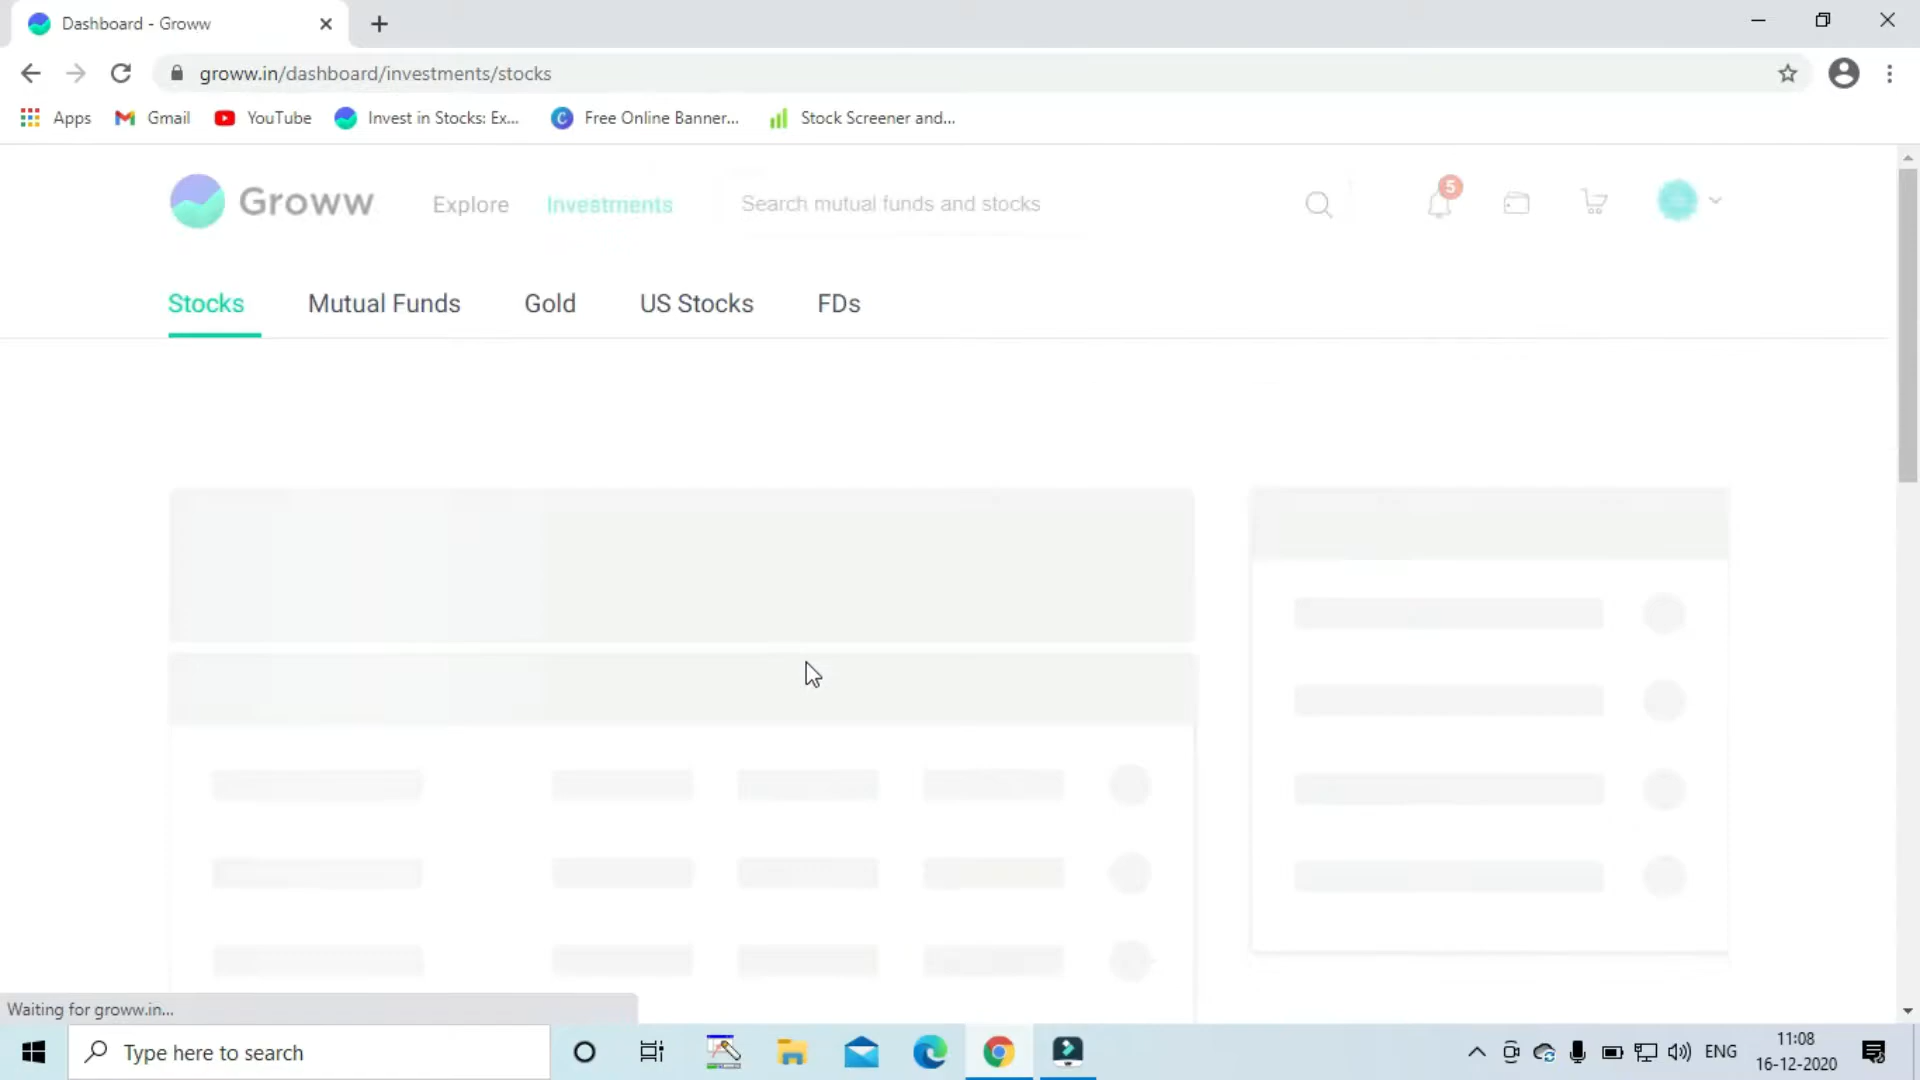 Dashboard - Groww
groww.in/dashboard/investments/stocks
Apps Gmail YouTube Invest in Stocks: Ex... Free Online Banner... Stock Screener and...
Groww Explore Investments Search mutual funds and stocks 5
Stocks Mutual Funds Gold US Stocks FDs
Waiting for groww.in...
Type here to search ENG 11:08
16-12-2020